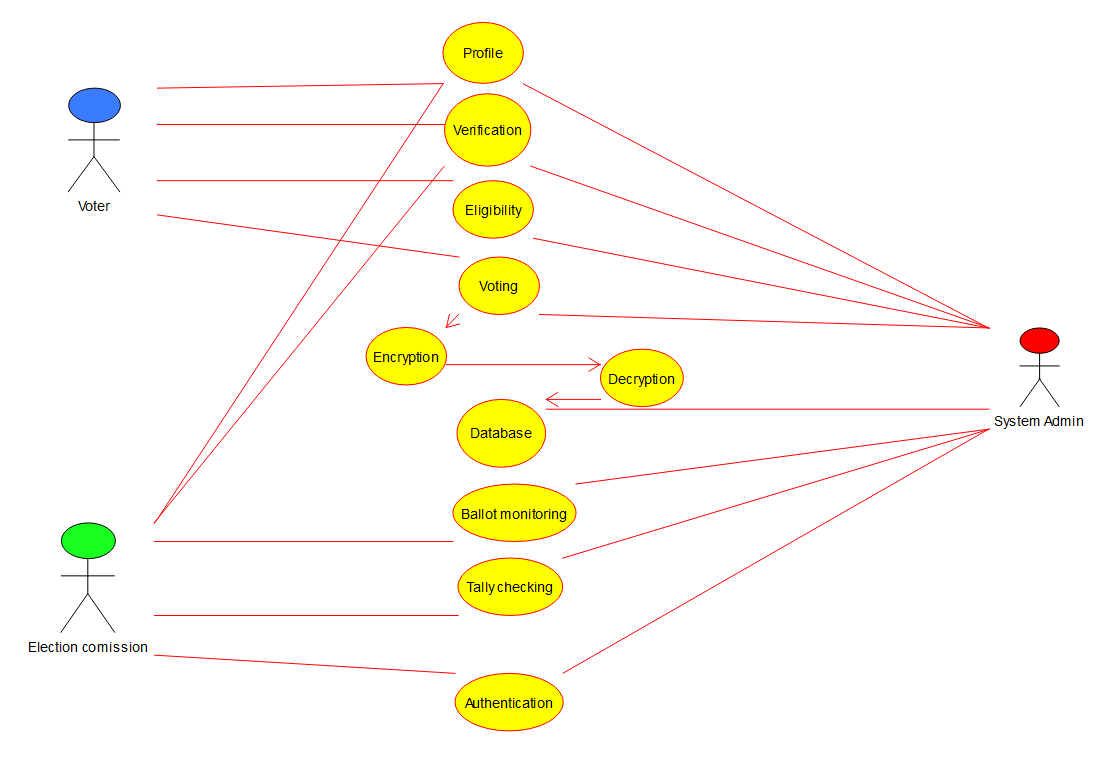 Profile
Verification
Voter
Eligibility
Voting
Encryption
Decryption
System Admin
Database
Ballot monitoring
Tally checking
Election comission
Authentication